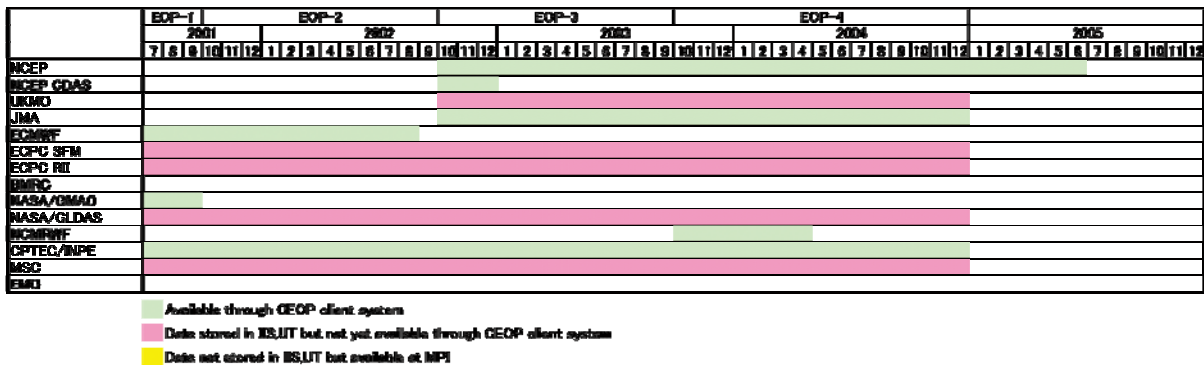 EOP-1 EOP-2 EOP-3 EOP-4
2001 2002 2003 2004 2005
7 8 9 10 11 12 1 2 3 4 5 6 7 8 9 10 11 12 1 2 3 4 5 6 7 8 9 10 11 12 1 2 3 4 5 6 7 8 9 10 11 12 1 2 3 4 5 6 7 8 9 10 11 12
NCEP
NCEP CDAS
UKMO
JMA
ECMWF
ECPC SFM
ECPC RII
BMRC
NASA/GMAO
NASA/GLDAS
NCMRWF
CPTEC/INPE
MSC
EMO
Available through CEOP client system
Data stored in IIS,UT but not yet available through CEOP client system
Data not stored in IIS,UT but available at MPI